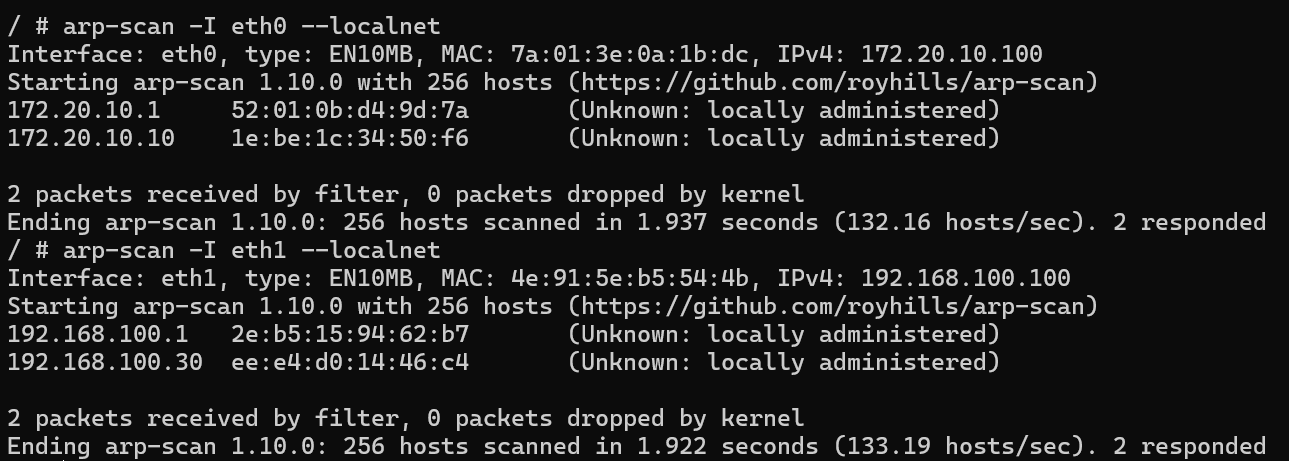 / # arp-scan -I eth0 --localnet
Interface: eth0, type: EN10MB, MAC: 7a:01:3e:0a:1b:dc, IPv4: 172.20.10.100
Starting arp-scan 1.10.0 with 256 hosts (https://github.com/royhills/arp-scan)
172.20.10.1     52:01:0b:d4:9d:7a       (Unknown: locally administered)
172.20.10.10    1e:be:1c:34:50:f6       (Unknown: locally administered)

2 packets received by filter, 0 packets dropped by kernel
Ending arp-scan 1.10.0: 256 hosts scanned in 1.937 seconds (132.16 hosts/sec). 2 responded
/ # arp-scan -I eth1 --localnet
Interface: eth1, type: EN10MB, MAC: 4e:91:5e:b5:54:4b, IPv4: 192.168.100.100
Starting arp-scan 1.10.0 with 256 hosts (https://github.com/royhills/arp-scan)
192.168.100.1   2e:b5:15:94:62:b7       (Unknown: locally administered)
192.168.100.30  ee:e4:d0:14:46:c4       (Unknown: locally administered)

2 packets received by filter, 0 packets dropped by kernel
Ending arp-scan 1.10.0: 256 hosts scanned in 1.922 seconds (133.19 hosts/sec). 2 responded